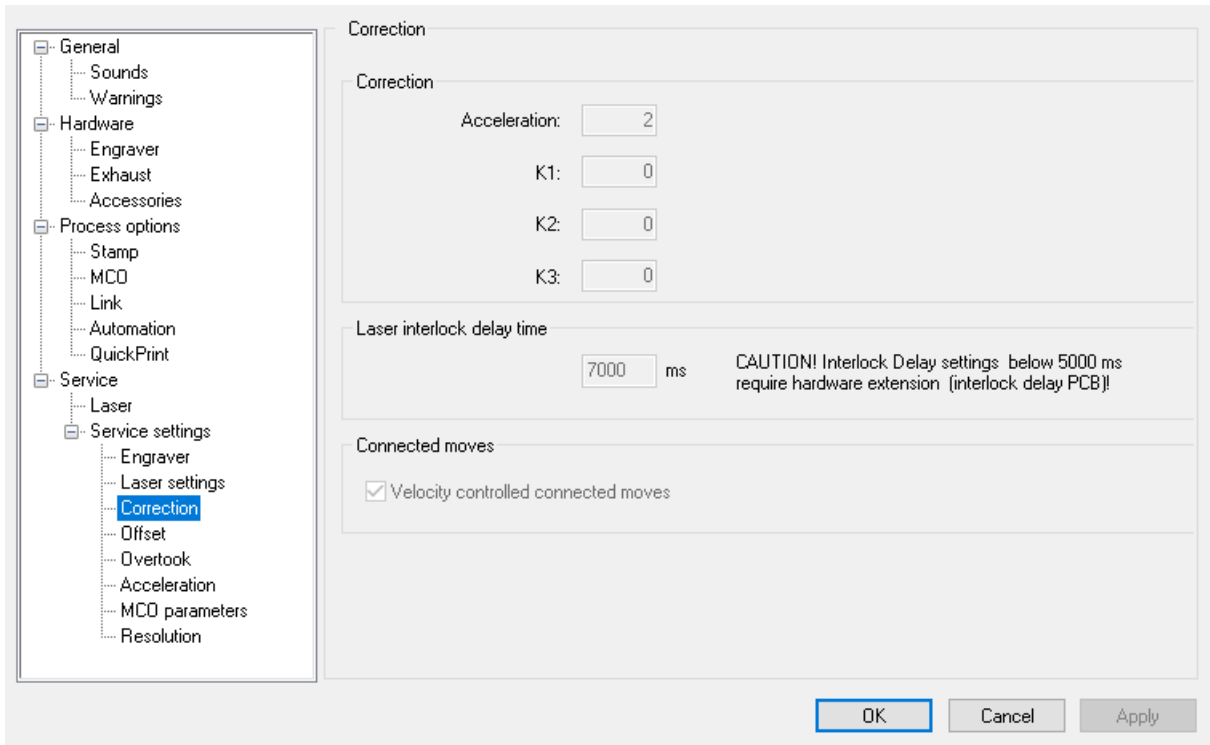 General
Sounds
Warnings
Hardware
Engraver
Exhaust
Accessories
Process options
Stamp
MCO
Link
Automation
QuickPrint
Service
Laser
Service settings
Engraver
Laser settings
Correction
Offset
Overtook
Acceleration
MCO parameters
Resolution
Correction
Correction
Acceleration: 2
K1: 0
K2: 0
K3: 0
Laser interlock delay time
7000 ms
CAUTION! Interlock Delay settings below 5000 ms
require hardware extension (interlock delay PCB)!
Connected moves
Velocity controlled connected moves
OK Cancel Apply